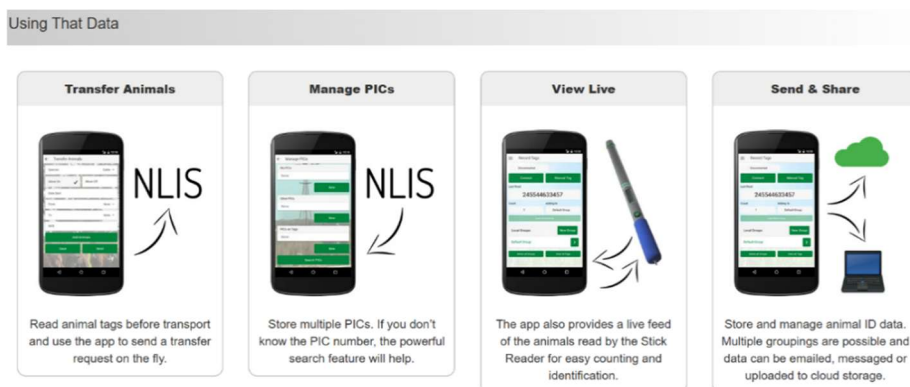 Using That Data
Transfer Animals
NLIS
Read animal tags before transport
and use the app to send a transfer
request on the fly.
Manage PICs
Manage PICs
NLIS
Store multiple PICs. If you don't
know the PIC number, the powerful
search feature will help.
View Live
245544633457
The app also provides a live feed
of the animals read by the Stick
Reader for easy counting and
identification.
Send & Share
245544633457
Store and manage animal ID data.
Multiple groupings are possible and
data can be emailed, messaged or
uploaded to cloud storage.